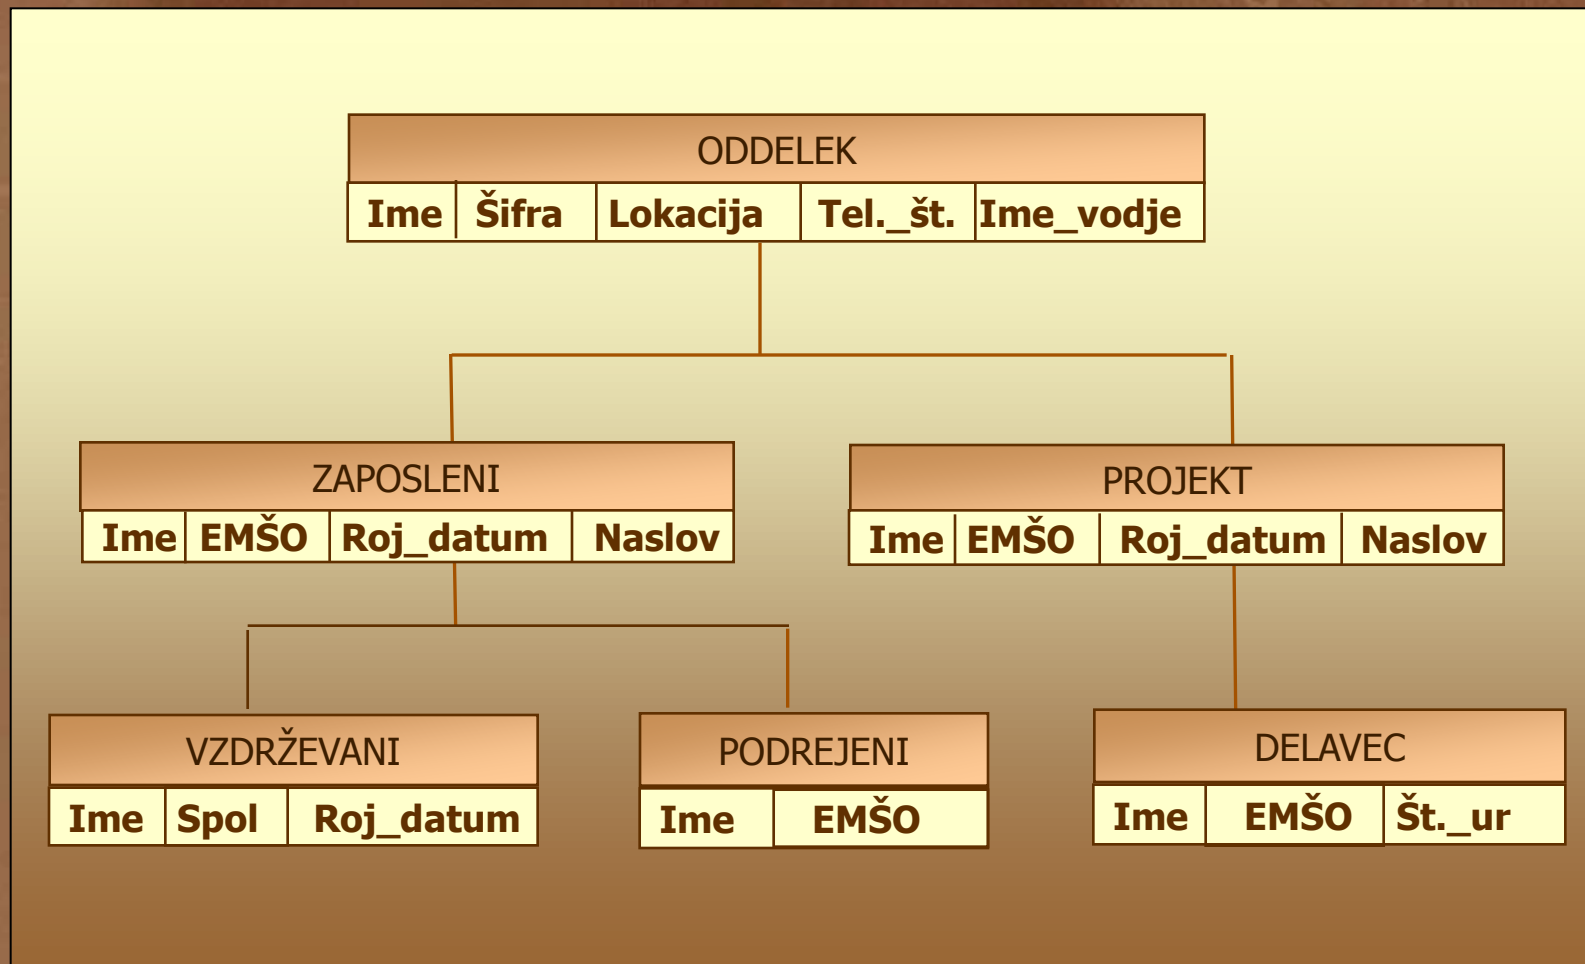 ODDELEK
Ime Šifra Lokacija Tel._št. Ime_vodje
ZAPOSLENI
Ime EMŠO Roj_datum Naslov
PROJEKT
Ime EMŠO Roj_datum Naslov
VZDRŽEVANI
Ime Spol Roj_datum
PODREJENI
Ime EMŠO
DELAVEC
Ime EMŠO Št._ur